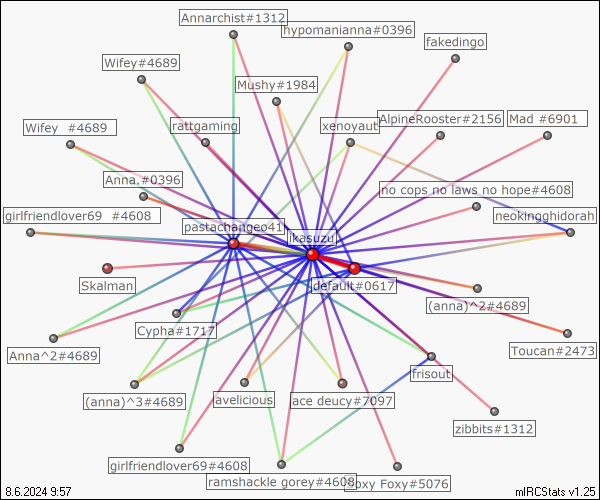 Annarchist#1312
hypomanianna#0396
fakedingo
Wifey#4689
Mushy#1984
rattgaming
xenoyaut
AlpineRooster#2156
Mad #6901
Wifey #4689
Anna.#0396
no cops no laws no hope#4608
girlfriendlover69 #4608
neokingghidorah
pastachangeo41
ikasuzu
Skalman
default#0617
(anna)^2#4689
Cypha#1717
Anna^2#4689
Toucan#2473
frisout
(anna)^3#4689
avelicious
ace deucy#7097
zibbits#1312
girlfriendlover69#4608
ramshackle gorey#4608
Foxy Foxy#5076
8.6.2024 9:57
mIRCStats v1.25